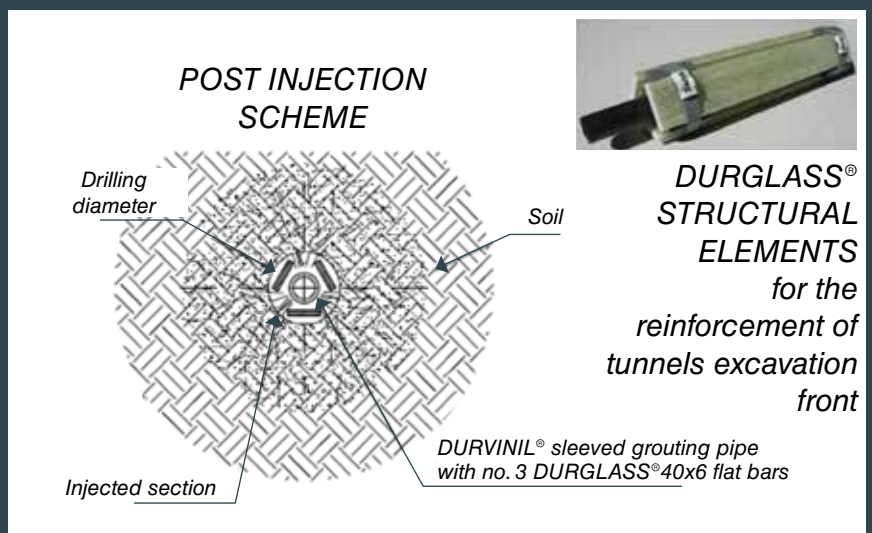 POST INJECTION
SCHEME
Drilling
diameter
Soil
DURGLASS®
STRUCTURAL
ELEMENTS
for the
reinforcement of
tunnels excavation
front
DURVINIL® sleeved grouting pipe
with no. 3 DURGLASS® 40x6 flat bars
Injected section